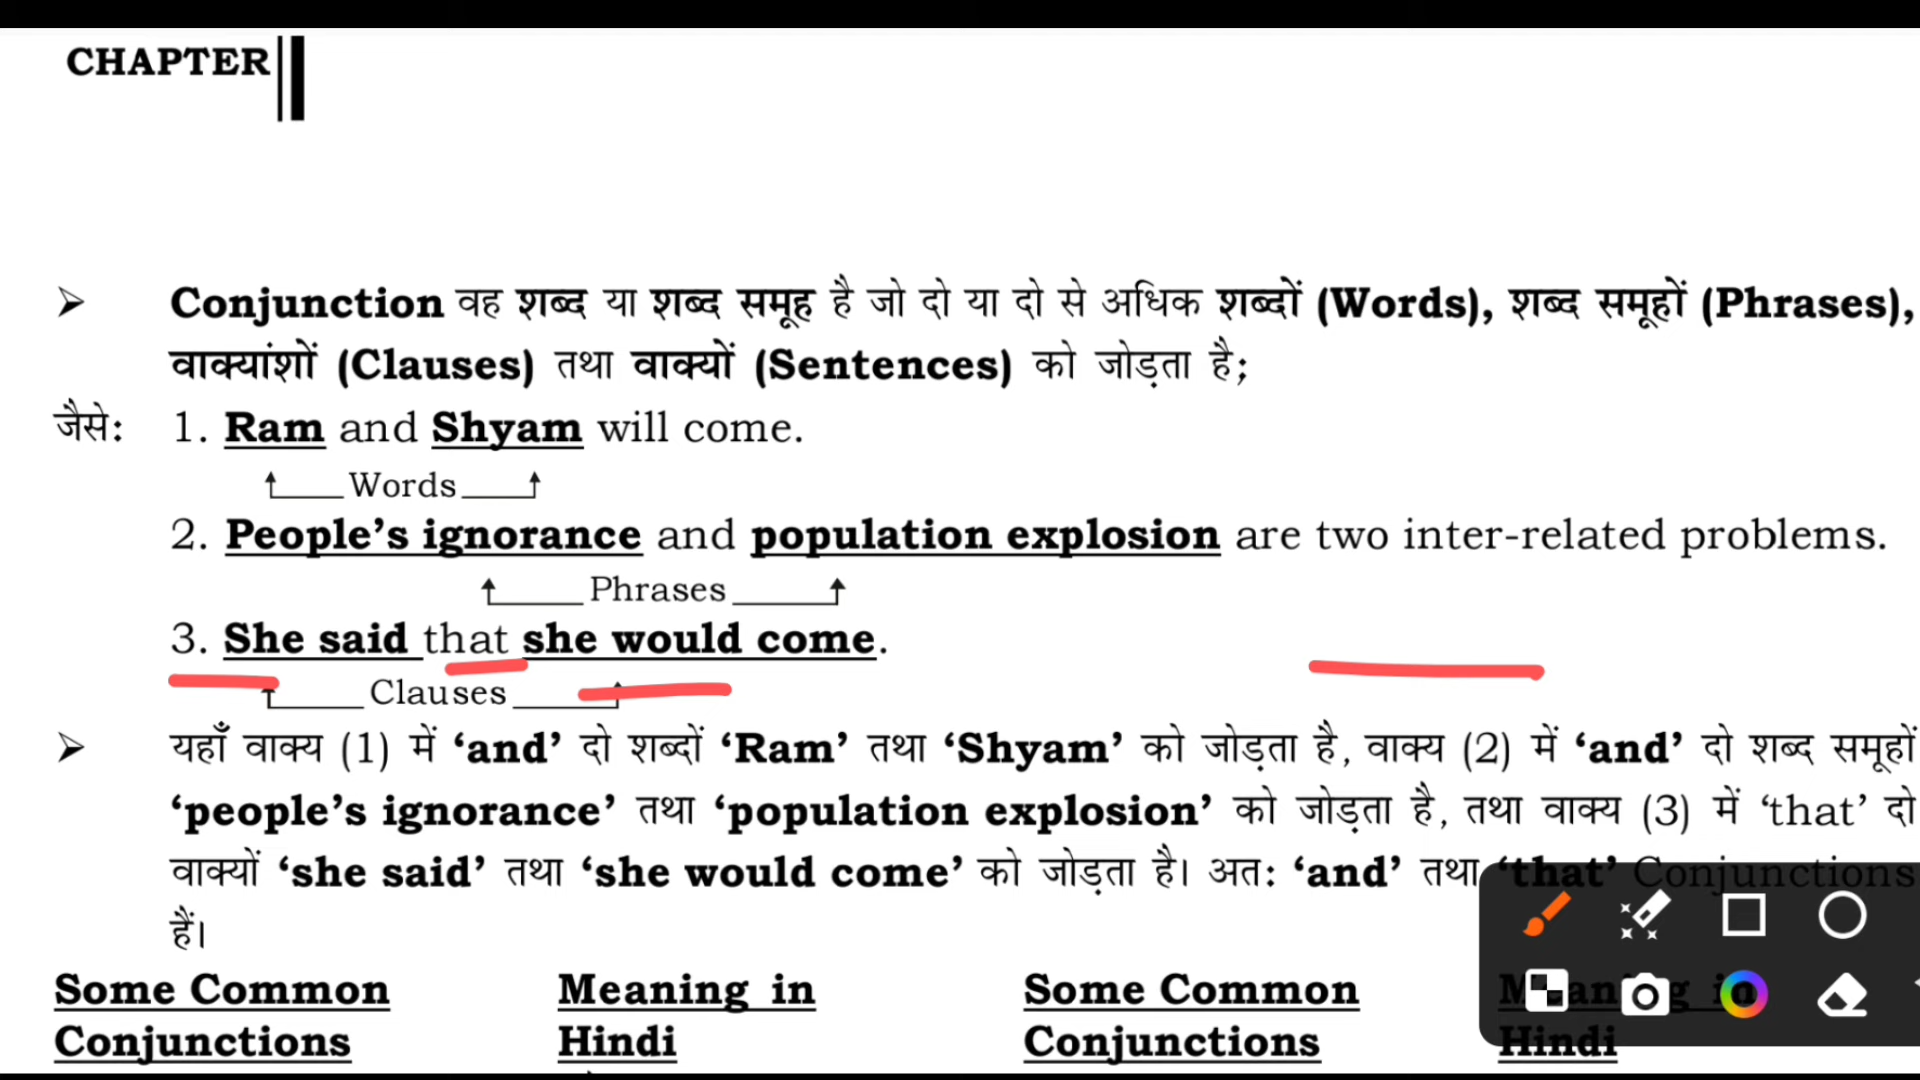 CHAPTER
➢ Conjunction वह शब्द या शब्द समूह है जो दो या दो से अधिक शब्दों (Words), शब्द समूहों (Phrases),
वाक्यांशों (Clauses) तथा वाक्यों (Sentences) को जोड़ता है;
जैसे: 1. Ram and Shyam will come.
Words
2. People’s ignorance and population explosion are two inter-related problems.
Phrases
3. She said that she would come.
Clauses
➢ यहाँ वाक्य (1) में ‘and’ दो शब्दों ‘Ram’ तथा ‘Shyam’ को जोड़ता है, वाक्य (2) में ‘and’ दो शब्द समूहों
‘people’s ignorance’ तथा ‘population explosion’ को जोड़ता है, तथा वाक्य (3) में ‘that’ दो
वाक्यों ‘she said’ तथा ‘she would come’ को जोड़ता है। अत: ‘and’ तथा ‘that’ Conjunctions
हैं।
Some Common Meaning in Some Common Meaning in
Conjunctions Hindi Conjunctions Hindi